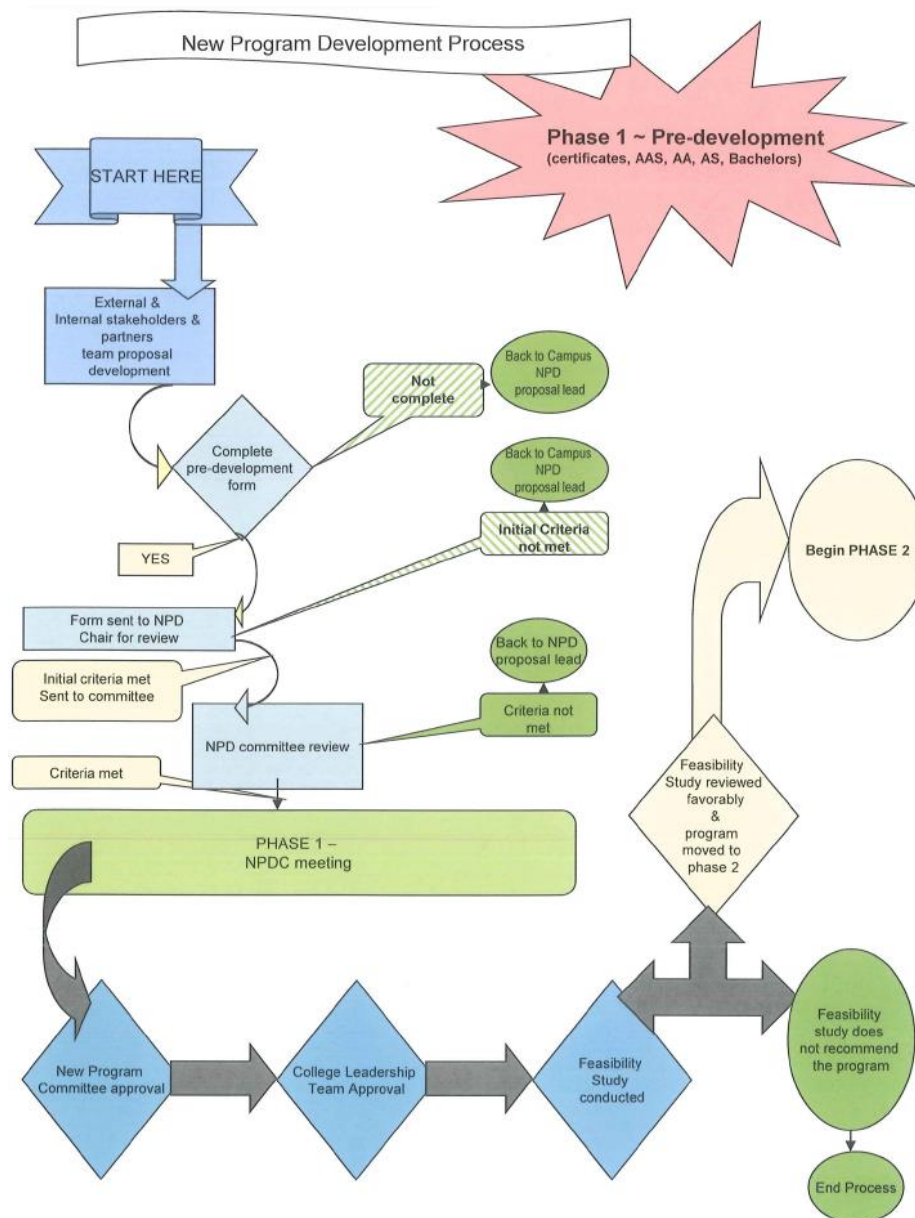 New Program Development Process
Phase 1 ~ Pre-development
(certificates, AAS, AA, AS, Bachelors)
START HERE
External &
Internal stakeholders &
partners
team proposal
development
Not
complete
Back to Campus
NPD
proposal lead
Complete
pre-development
form
Back to Campus
NPD
proposal lead
Initial Criteria
not met
YES
Begin PHASE 2
Form sent to NPD
Chair for review
Back to NPD
proposal lead
Initial criteria met
Sent to committee
Criteria not
met
NPD committee review
Criteria met
Feasibility
Study reviewed
favorably
&
program
moved to
phase 2
PHASE 1 –
NPDC meeting
New Program
Committee approval
College Leadership
Team Approval
Feasibility
Study
conducted
Feasibility
study does
not recommend
the program
End Process